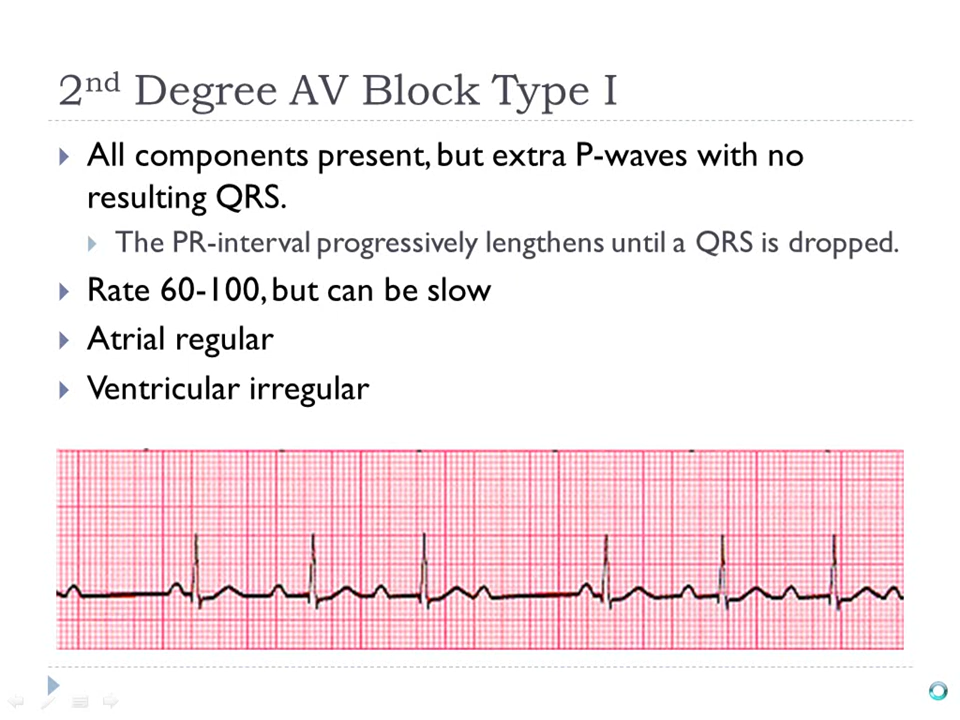 2nd Degree AV Block Type I
All components present, but extra P-waves with no
resulting QRS.
The PR-interval progressively lengthens until a QRS is dropped.
Rate 60-100, but can be slow
Atrial regular
Ventricular irregular